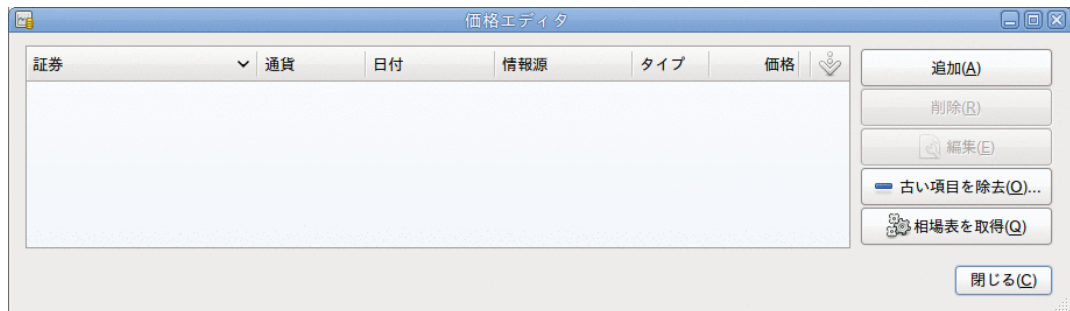 価格エディタ
証券 通貨 日付 情報源 タイプ 価格
追加(A)
削除(R)
編集(E)
古い項目を除去(O)...
相場表を取得(Q)
閉じる(C)